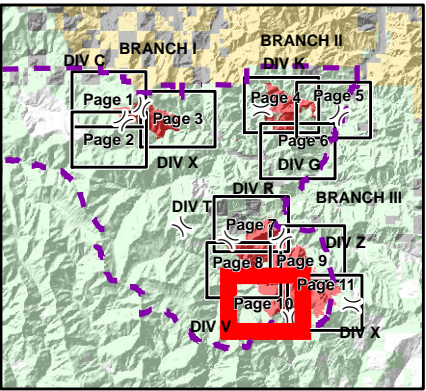 BRANCH I
BRANCH II
DIV C
DIV K
Page 1
Page 4
Page 5
Page 3
Page 2
Page 6
DIV X
DIV G
DIV R
BRANCH III
DIV T
Page 7
DIV Z
Page 8
Page 9
Page 11
Page 10
DIV V
DIV X